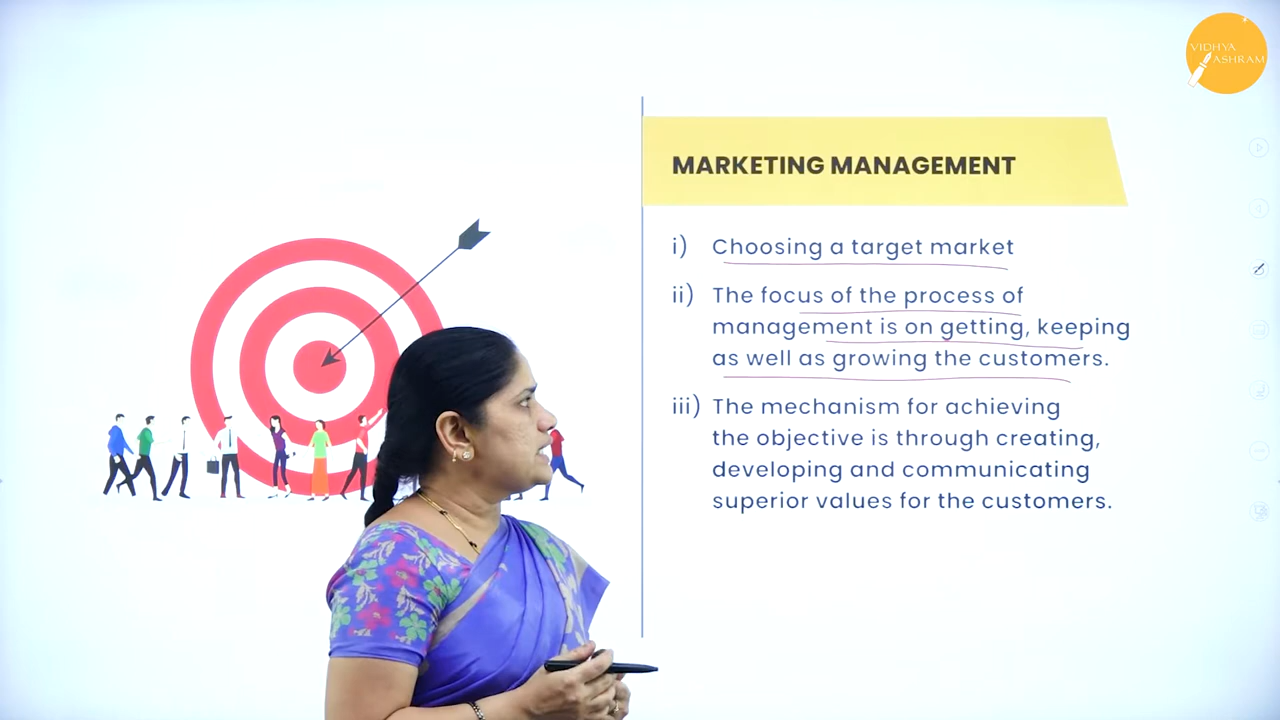 VIDHYA
ASHRAM
MARKETING MANAGEMENT
i) Choosing a target market
ii) The focus of the process of
management is on getting, keeping
as well as growing the customers.
iii) The mechanism for achieving
the objective is through creating,
developing and communicating
superior values for the customers.